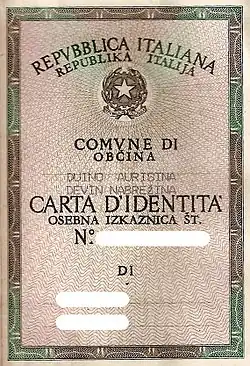 REPVBBLICA ITALIANA
REPUBLIKA ITALIJA
COMVNE DI
OBČINA
DUINO AURISINA
DEVIN NABREŽINA
CARTA D'IDENTITA'
OSEBNA IZKAZNICA ŠT.
N:
DI